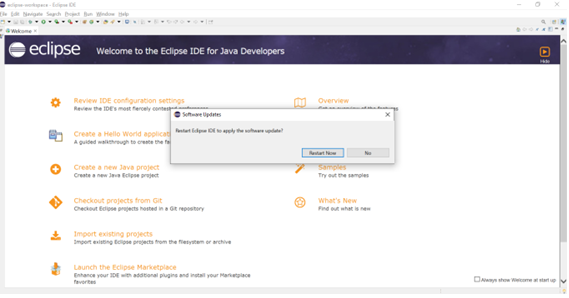 eclipse-workspace - Eclipse IDE
File Edit Navigate Search Project Run Window Help
Welcome
eclipse Welcome to the Eclipse IDE for Java Developers
Hide
Review IDE configuration settings
Review the IDE's most fiercely contested preferences
Overview
Get an overview of the features
Software Updates
Restart Eclipse IDE to apply the software update?
Restart Now No
Create a Hello World applicat
A guided walkthrough to create the fa
Create a new Java project
Create a new Java Eclipse project
Samples
Try out the samples
Checkout projects from Git
Checkout Eclipse projects hosted in a Git repository
What's New
Find out what is new
Import existing projects
Import existing Eclipse projects from the filesystem or archive
Launch the Eclipse Marketplace
Enhance your IDE with additional plugins and install your Marketplace
favorites
Always show Welcome at start up